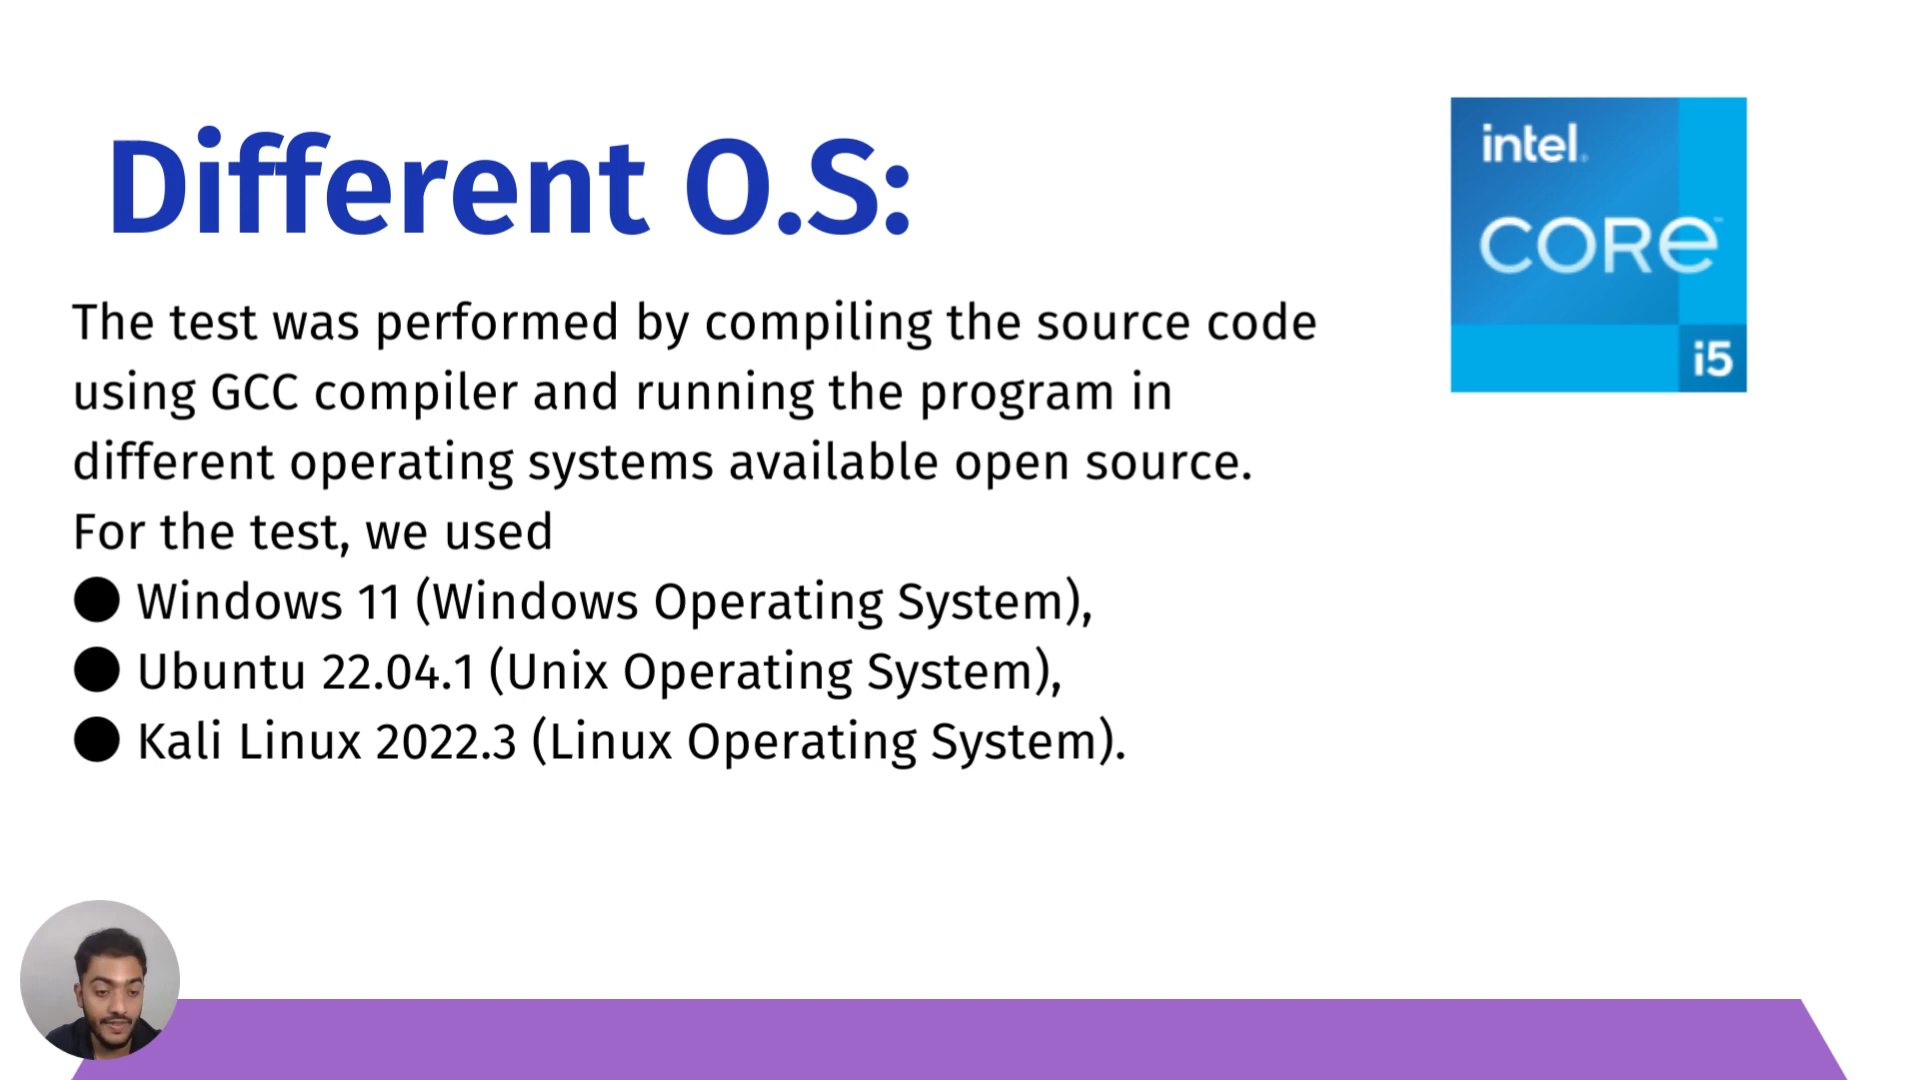 Different O.S:
intel.
CORe™
i5
The test was performed by compiling the source code
using GCC compiler and running the program in
different operating systems available open source.
For the test, we used
● Windows 11 (Windows Operating System),
● Ubuntu 22.04.1 (Unix Operating System),
● Kali Linux 2022.3 (Linux Operating System).